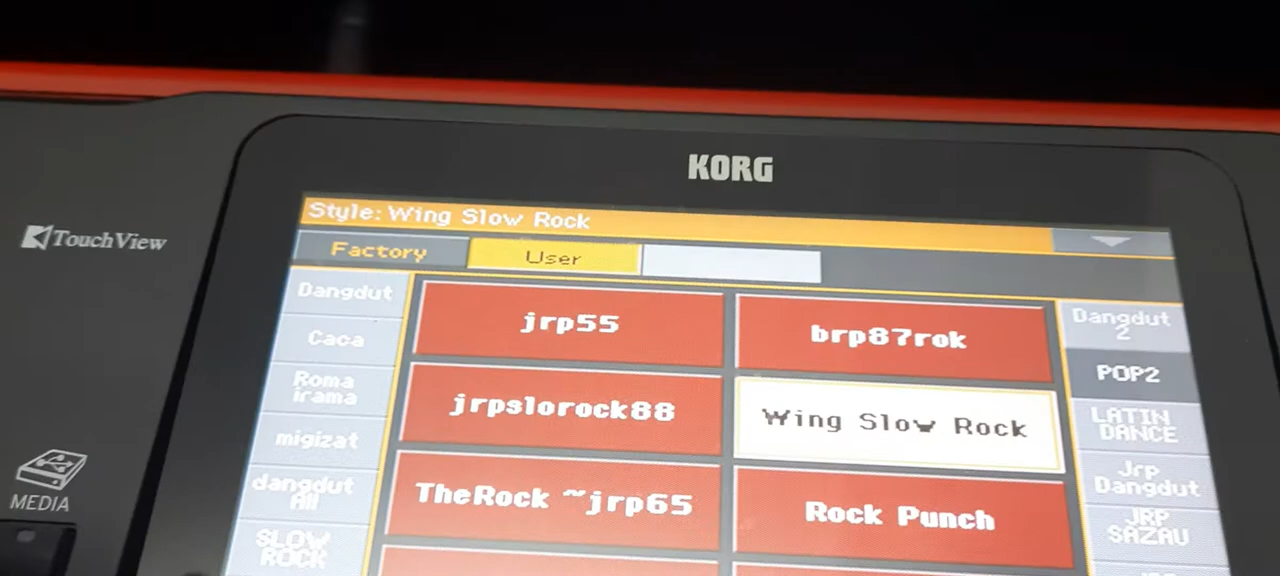 KORG
TouchView
Style: Wing Slow Rock
Factory
User
Dangdut
Caca
Roma
irama
migizat
dangdut
All
SLOW
ROCK
jrp55
brp87rok
jrpslorock88
Wing Slow Rock
TheRock ~jrp65
Rock Punch
Dangdut
2
POP2
LATIN
DANCE
Jrp
Dangdut
JRP
SAZAU
MEDIA